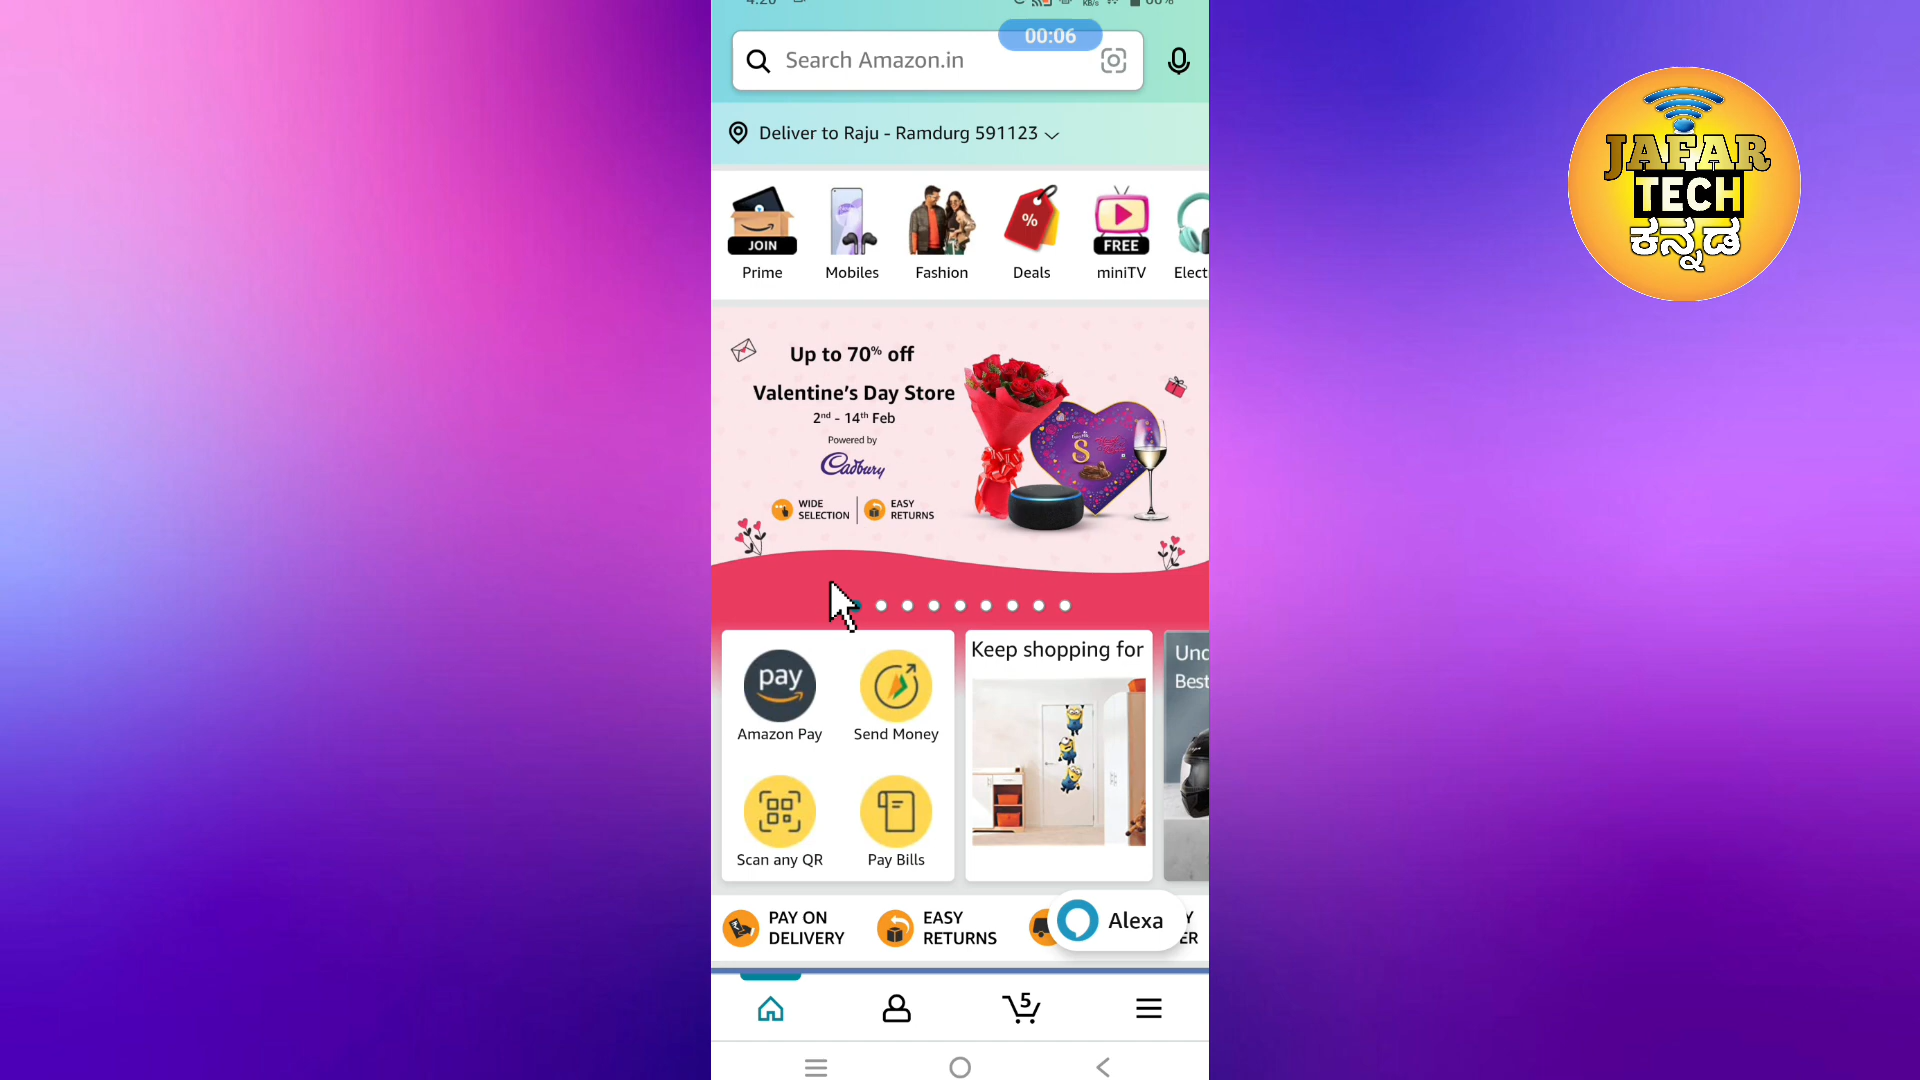 00:06
Search Amazon.in
Deliver to Raju - Ramdurg 591123
JAFAR
TECH
ಕನ್ನಡ
%
JOIN
FREE
Prime
Mobiles
Fashion
Deals
miniTV
Elect
Up to 70% off
Valentine's Day Store
2nd - 14th Feb
Powered by
Cadbury
WIDE
SELECTION
EASY
RETURNS
Keep shopping for
Unc
Best
pay
Amazon Pay
Send Money
Scan any QR
Pay Bills
PAY ON
DELIVERY
EASY
RETURNS
Y
ER
Alexa
5